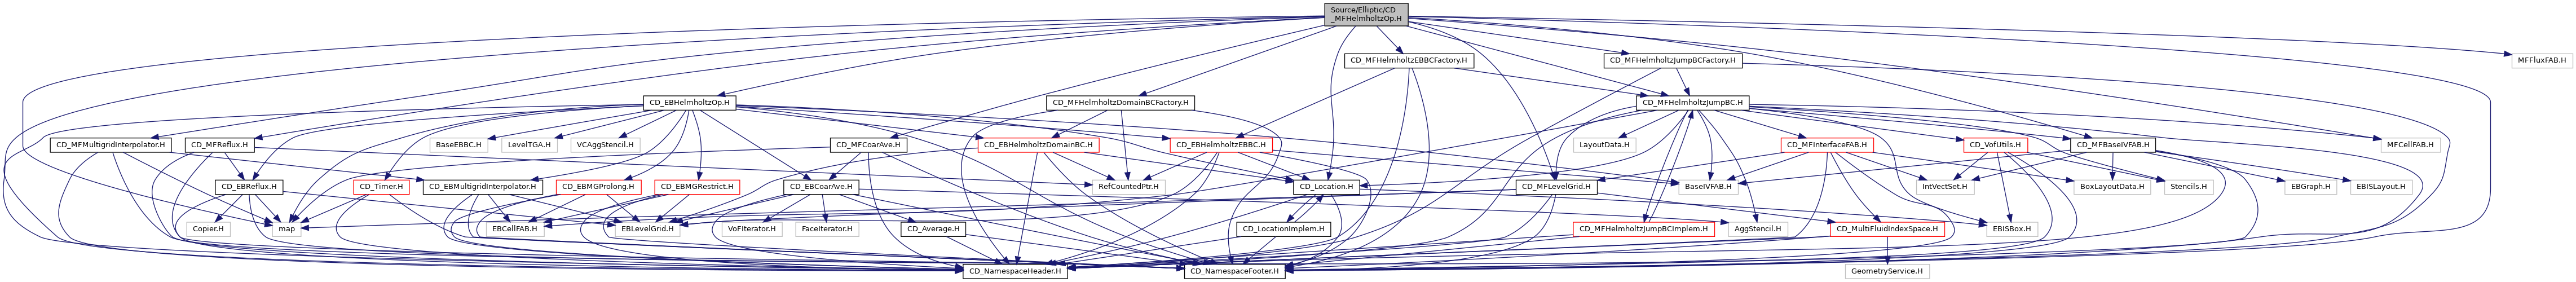 Source/Elliptic/CD
_MFHelmholtzOp.H
CD_MFHelmholtzEBBCFactory.H
CD_MFHelmholtzJumpBCFactory.H
MFFluxFAB.H
CD_EBHelmholtzOp.H
CD_MFHelmholtzDomainBCFactory.H
CD_MFHelmholtzJumpBC.H
CD_MFMultigridInterpolator.H
CD_MFReflux.H
BaseEBBC.H
LevelTGA.H
VCAggStencil.H
CD_MFCoarAve.H
CD_EBHelmholtzDomainBC.H
CD_EBHelmholtzEBBC.H
LayoutData.H
CD_MFInterfaceFAB.H
CD_VofUtils.H
CD_MFBaseIVFAB.H
MFCellFAB.H
CD_EBReflux.H
CD_Timer.H
CD_EBMultigridInterpolator.H
CD_EBMGProlong.H
CD_EBMGRestrict.H
CD_EBCoarAve.H
RefCountedPtr.H
CD_Location.H
CD_MFLevelGrid.H
BaseIVFAB.H
IntVectSet.H
BoxLayoutData.H
Stencils.H
EBGraph.H
EBISLayout.H
Copier.H
map
EBCellFAB.H
EBLevelGrid.H
VoFIterator.H
FaceIterator.H
CD_Average.H
CD_LocationImplem.H
AggStencil.H
CD_MFHelmholtzJumpBCImplem.H
CD_MultiFluidIndexSpace.H
EBISBox.H
CD_NamespaceHeader.H
CD_NamespaceFooter.H
GeometryService.H